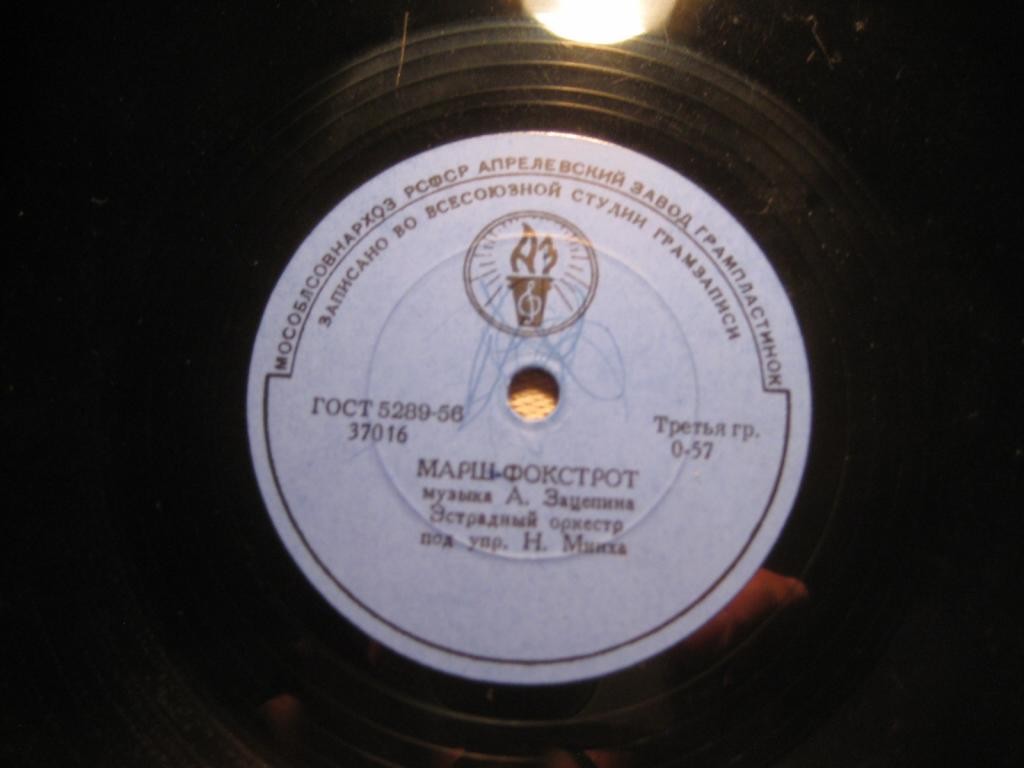 МОСОБЛСОВНАРХОЗ РСФСР АПРЕЛЕВСКИЙ ЗАВОД ГРАМПЛАСТИНОК
ЗАПИСАНО ВО ВСЕСОЮЗНОЙ СТУДИИ ГРАМЗАПИСИ
АЗ
ГОСТ 5289-56
37016
Третья гр.
0-57
МАРШ-ФОКСТРОТ
музыка А. Зацепина
Эстрадный оркестр
под упр. Н. Минха